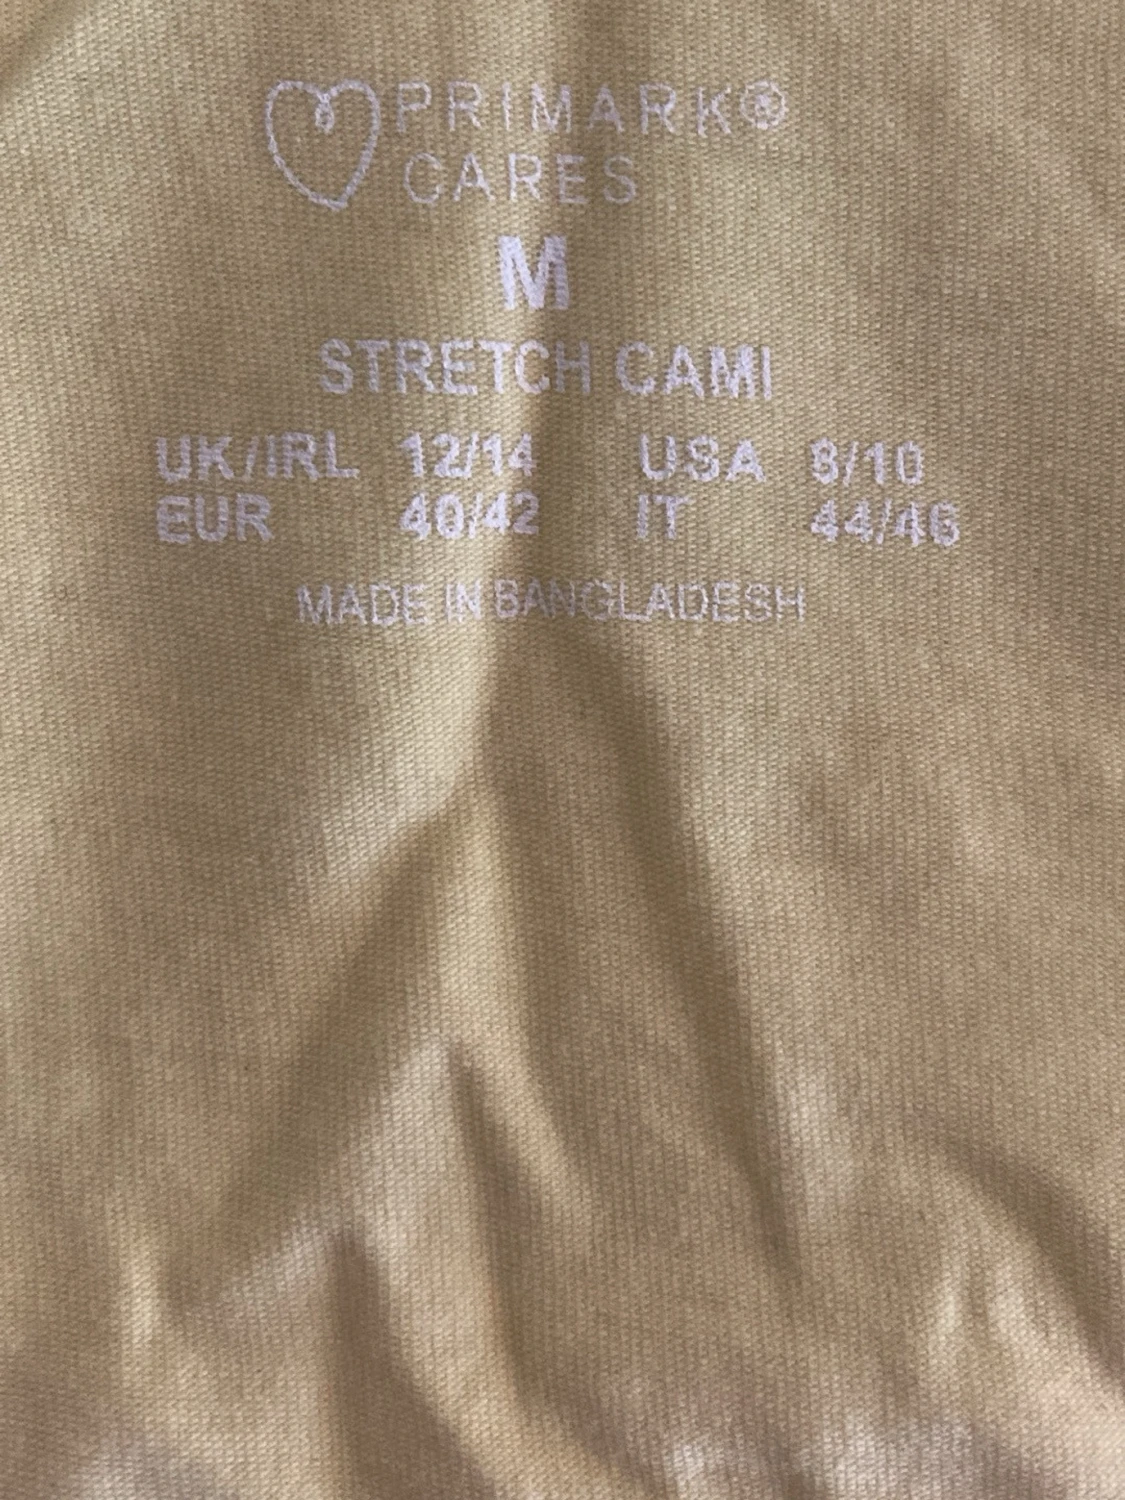 PRIMARK®
CARES
M
STRETCH CAMI
UK/IRL 12/14 USA 8/10
EUR 40/42 IT 44/46
MADE IN BANGLADESH